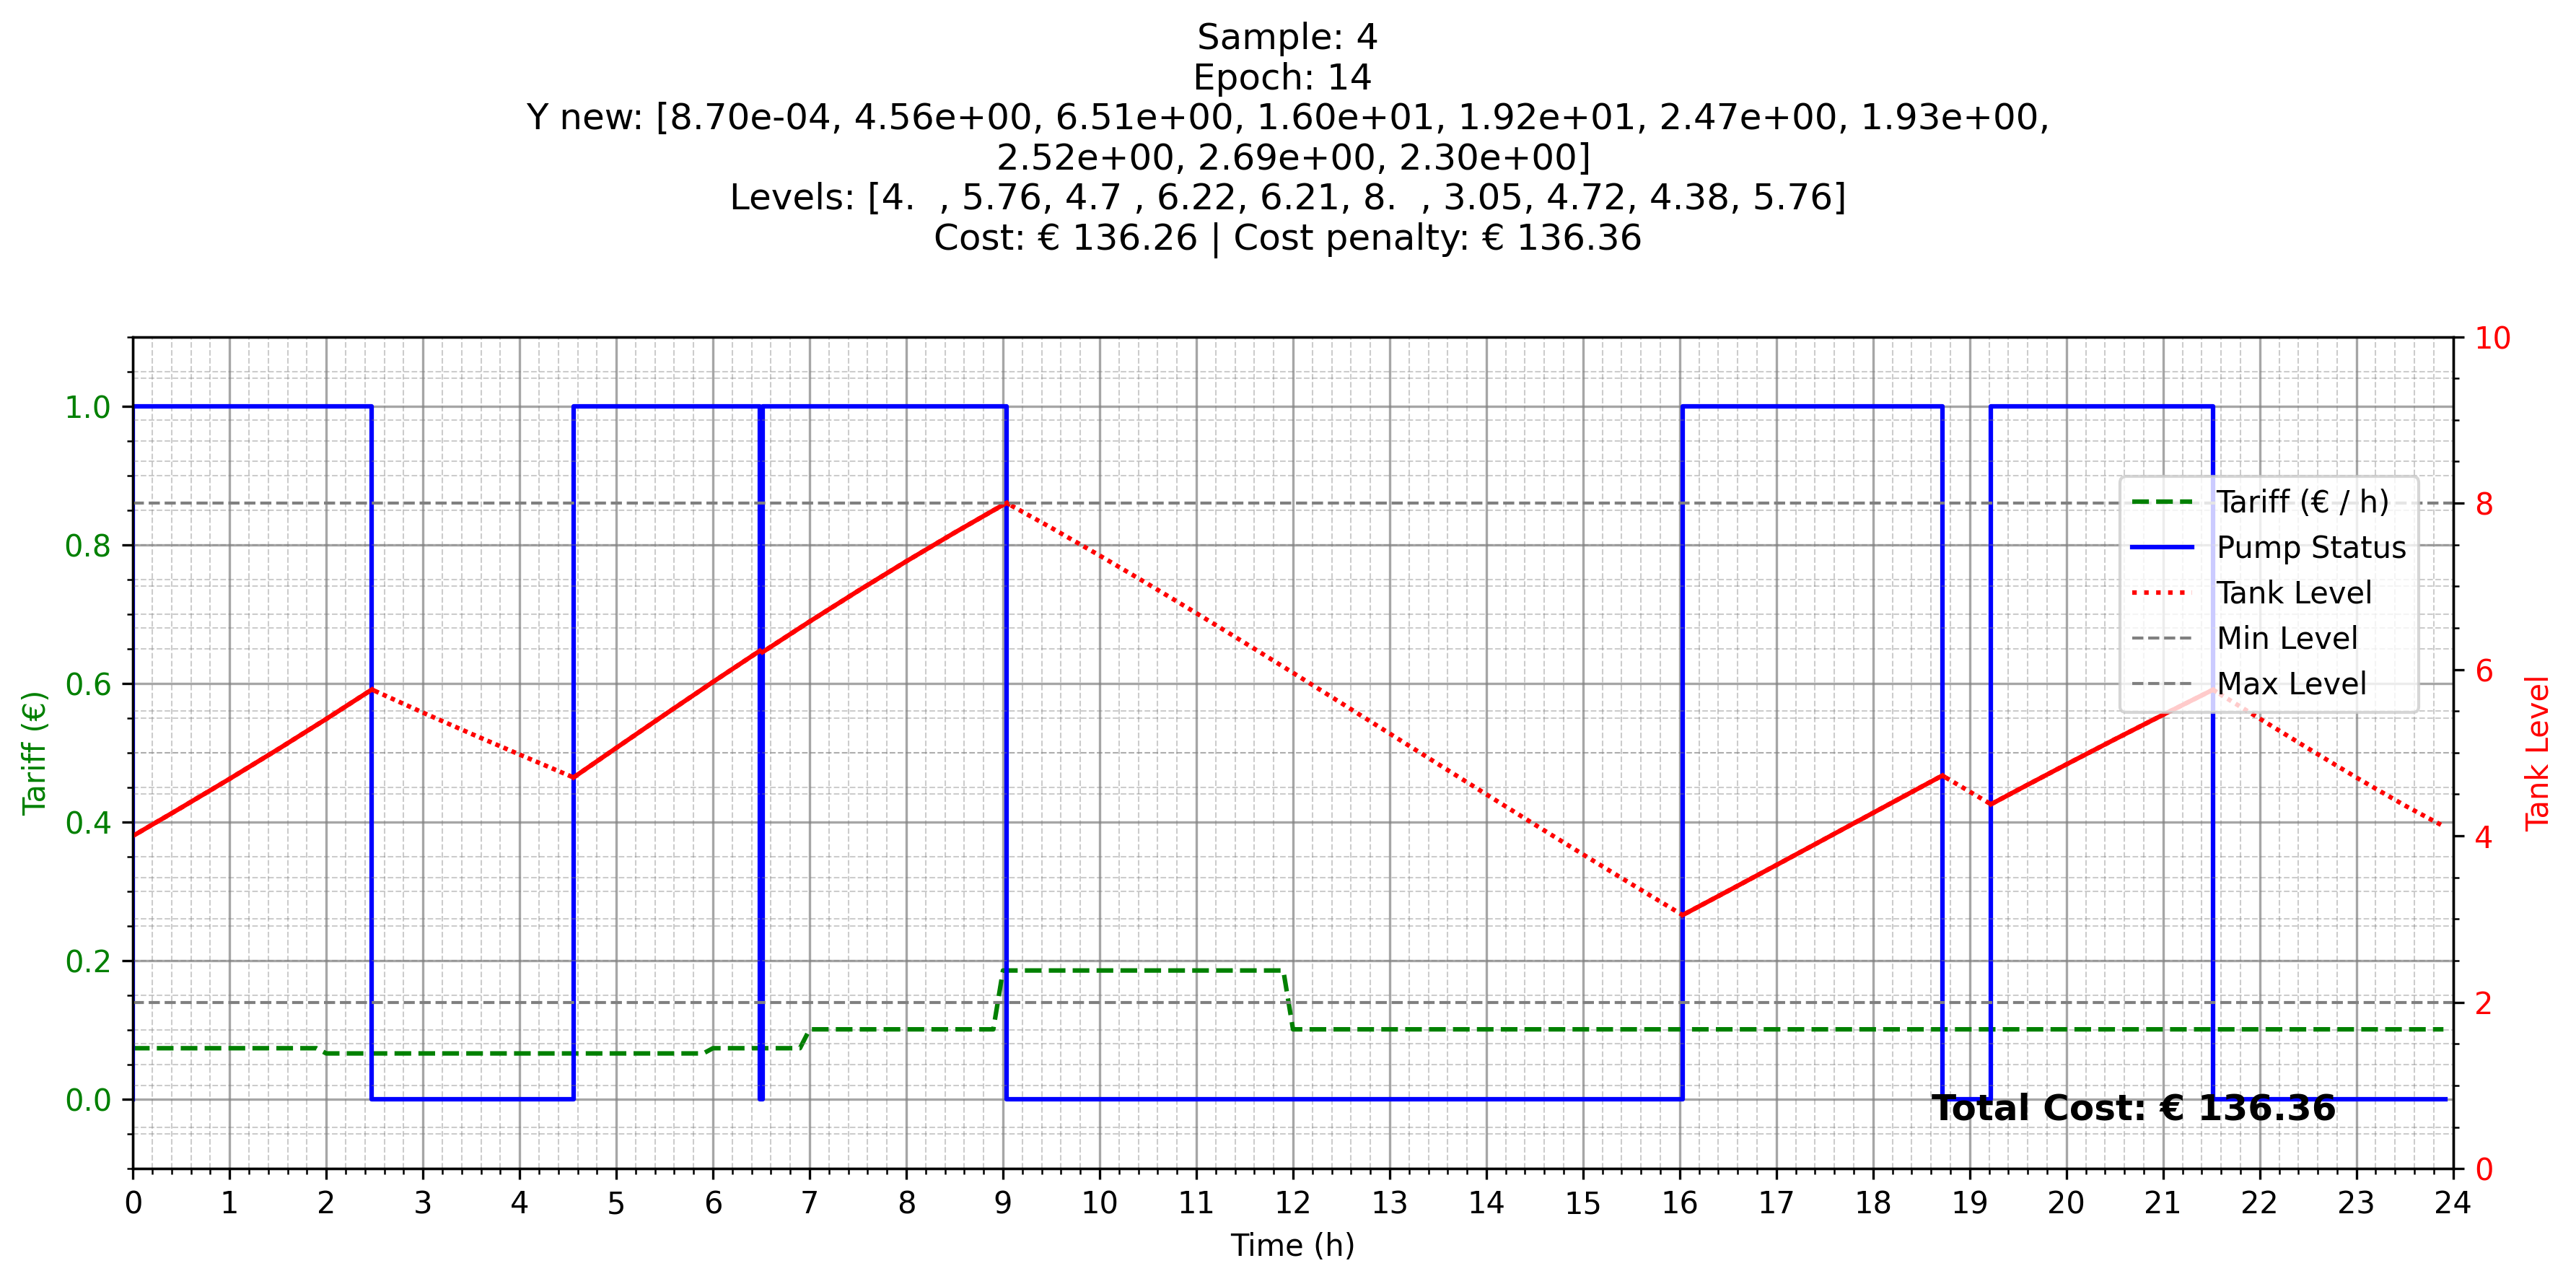 Sample: 4
Epoch: 14
Y new: [8.70e-04, 4.56e+00, 6.51e+00, 1.60e+01, 1.92e+01, 2.47e+00, 1.93e+00,
2.52e+00, 2.69e+00, 2.30e+00]
Levels: [4.  , 5.76, 4.7 , 6.22, 6.21, 8.  , 3.05, 4.72, 4.38, 5.76]
Cost: € 136.26 | Cost penalty: € 136.36
Tariff (€)
1.0
0.8
0.6
0.4
0.2
0.0
10
8
6
4
2
0
Tank Level
Tariff (€ / h)
Pump Status
Tank Level
Min Level
Max Level
Total Cost: € 136.36
0 1 2 3 4 5 6 7 8 9 10 11 12 13 14 15 16 17 18 19 20 21 22 23 24
Time (h)